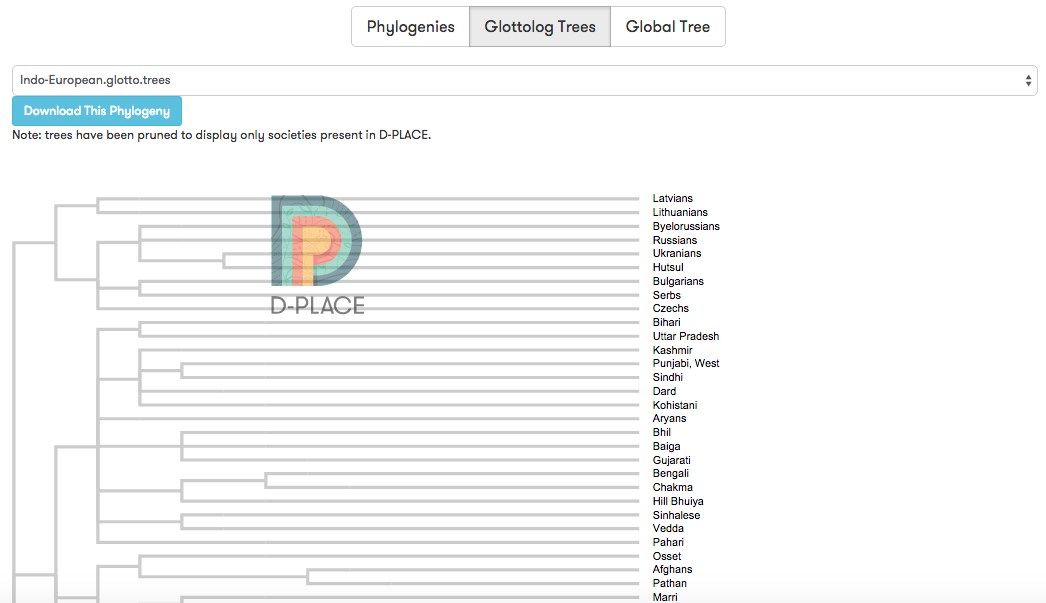 Phylogenies Glottolog Trees Global Tree
Indo-European.glotto.trees
Download This Phylogeny
Note: trees have been pruned to display only societies present in D-PLACE.
D-PLACE
Latvians
Lithuanians
Byelorussians
Russians
Ukranians
Hutsul
Bulgarians
Serbs
Czechs
Bihari
Uttar Pradesh
Kashmir
Punjabi, West
Sindhi
Dard
Kohistani
Aryans
Bhil
Baiga
Gujarati
Bengali
Chakma
Hill Bhuiya
Sinhalese
Vedda
Pahari
Osset
Afghans
Pathan
Marri